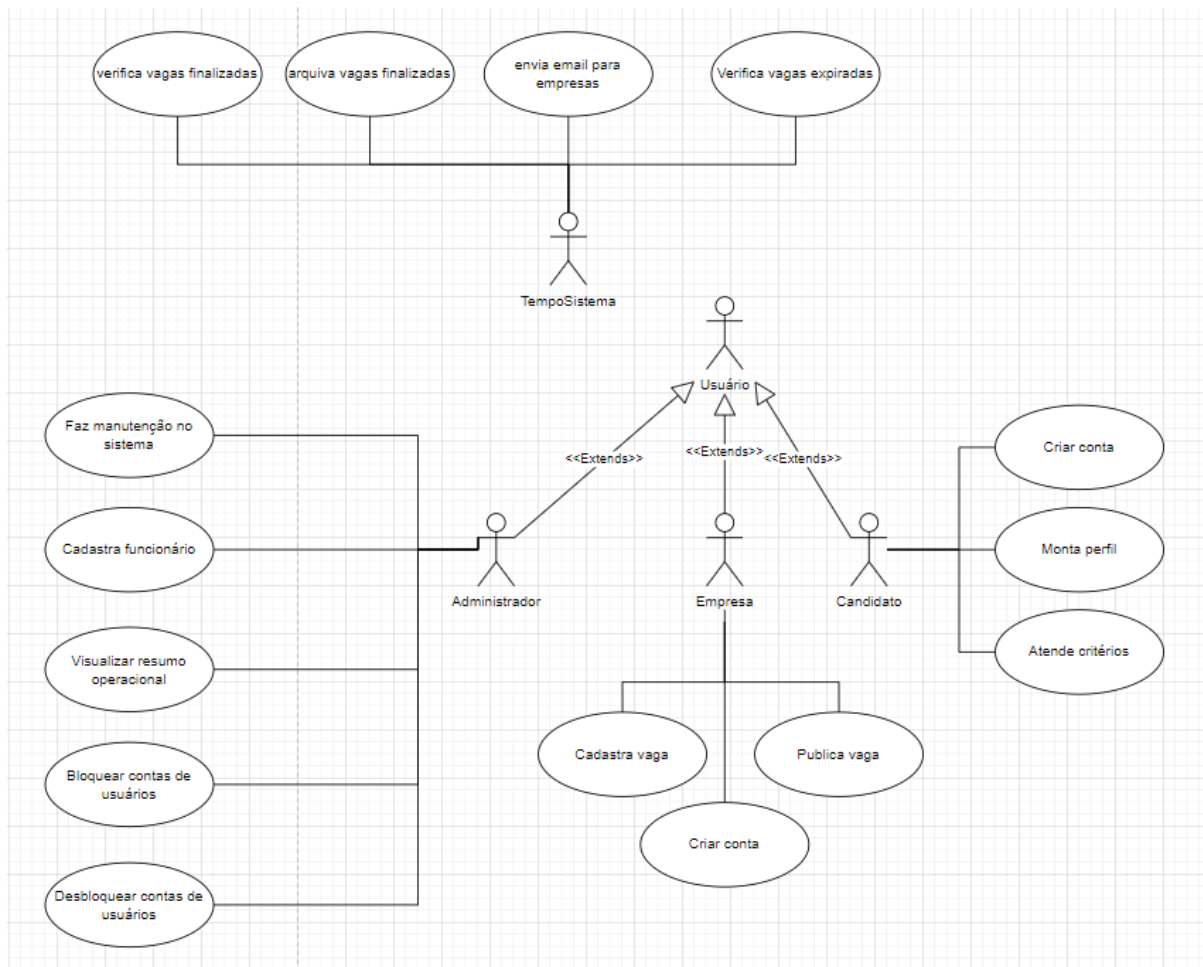 verifica vagas finalizadas
arquiva vagas finalizadas
envia email para
empresas
Verifica vagas expiradas
TempoSistema
Usuário
<<Extends>>
<<Extends>>
<<Extends>>
Faz manutenção no
sistema
Cadastra funcionário
Visualizar resumo
operacional
Bloquear contas de
usuários
Desbloquear contas de
usuários
Administrador
Empresa
Candidato
Criar conta
Monta perfil
Atende critérios
Cadastra vaga
Publica vaga
Criar conta